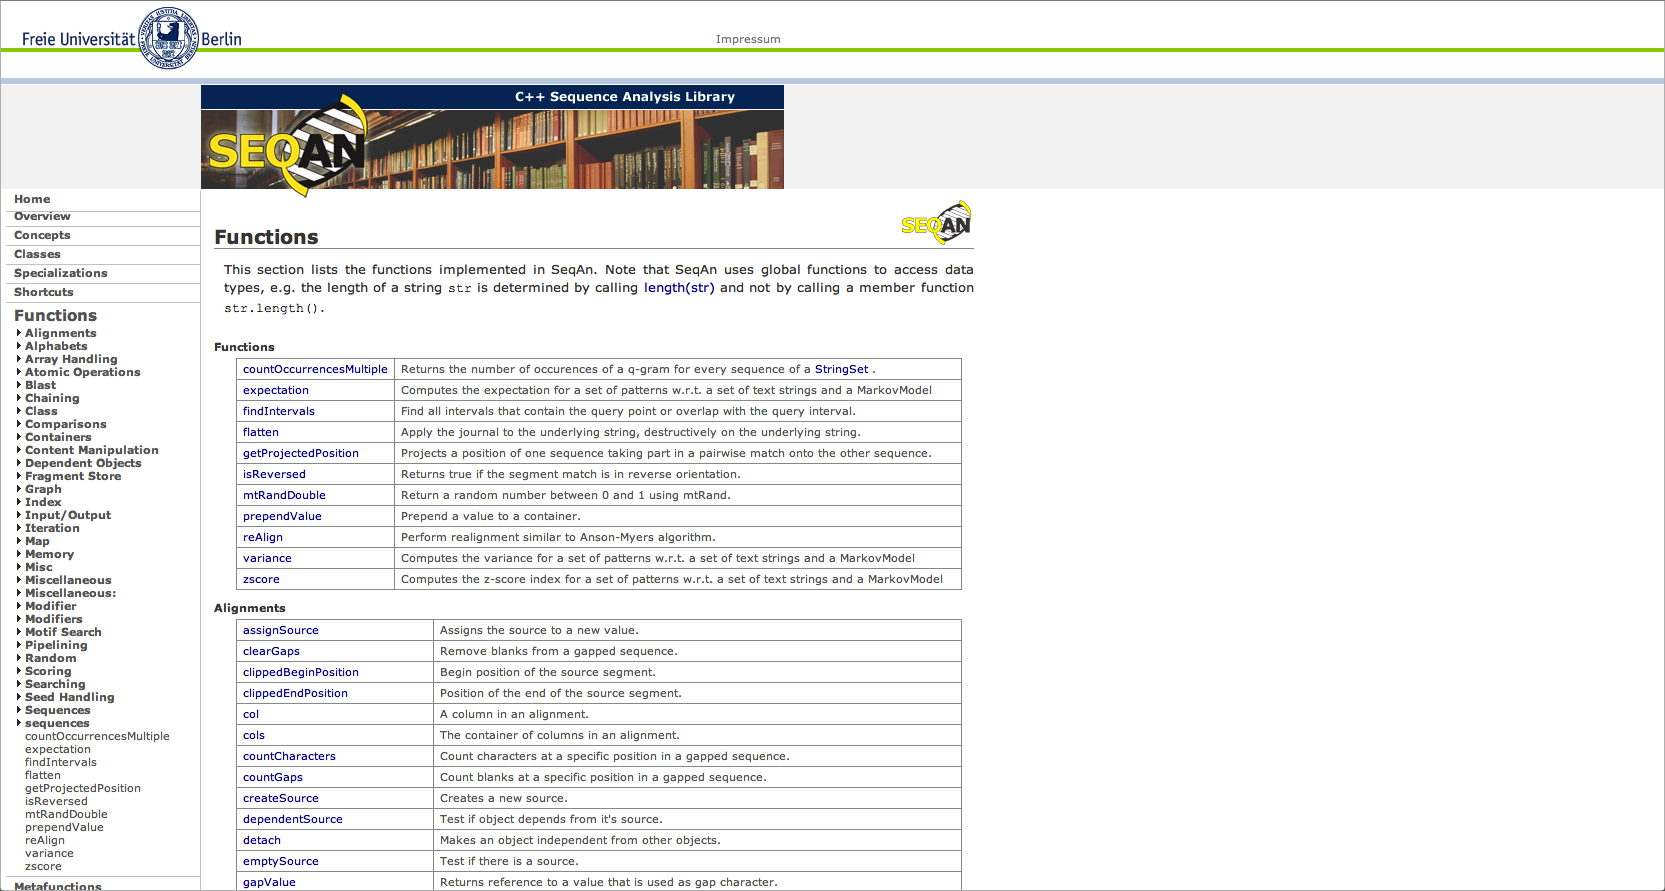 Freie Universität Berlin
Impressum
C++ Sequence Analysis Library
SEQAN
Home
Overview
Concepts
Classes
Specializations
Shortcuts
Functions
Alignments
Alphabets
Array Handling
Atomic Operations
Blast
Chaining
Class
Comparisons
Containers
Content Manipulation
Dependent Objects
Fragment Store
Graph
Index
Input/Output
Iteration
Map
Memory
Misc
Miscellaneous
Miscellaneous:
Modifier
Modifiers
Motif Search
Pipelining
Random
Scoring
Searching
Seed Handling
Sequences
sequences
countOccurrencesMultiple
expectation
findIntervals
flatten
getProjectedPosition
isReversed
mtRandDouble
prependValue
reAlign
variance
zscore
Metafunctions
SEQAN
Functions
This section lists the functions implemented in SeqAn. Note that SeqAn uses global functions to access data
types, e.g. the length of a string str is determined by calling length(str) and not by calling a member function
str.length().
Functions
countOccurrencesMultiple Returns the number of occurences of a q-gram for every sequence of a StringSet .
expectation Computes the expectation for a set of patterns w.r.t. a set of text strings and a MarkovModel
findIntervals Find all intervals that contain the query point or overlap with the query interval.
flatten Apply the journal to the underlying string, destructively on the underlying string.
getProjectedPosition Projects a position of one sequence taking part in a pairwise match onto the other sequence.
isReversed Returns true if the segment match is in reverse orientation.
mtRandDouble Return a random number between 0 and 1 using mtRand.
prependValue Prepend a value to a container.
reAlign Perform realignment similar to Anson-Myers algorithm.
variance Computes the variance for a set of patterns w.r.t. a set of text strings and a MarkovModel
zscore Computes the z-score index for a set of patterns w.r.t. a set of text strings and a MarkovModel
Alignments
assignSource Assigns the source to a new value.
clearGaps Remove blanks from a gapped sequence.
clippedBeginPosition Begin position of the source segment.
clippedEndPosition Position of the end of the source segment.
col A column in an alignment.
cols The container of columns in an alignment.
countCharacters Count characters at a specific position in a gapped sequence.
countGaps Count blanks at a specific position in a gapped sequence.
createSource Creates a new source.
dependentSource Test if object depends from it's source.
detach Makes an object independent from other objects.
emptySource Test if there is a source.
gapValue Returns reference to a value that is used as gap character.